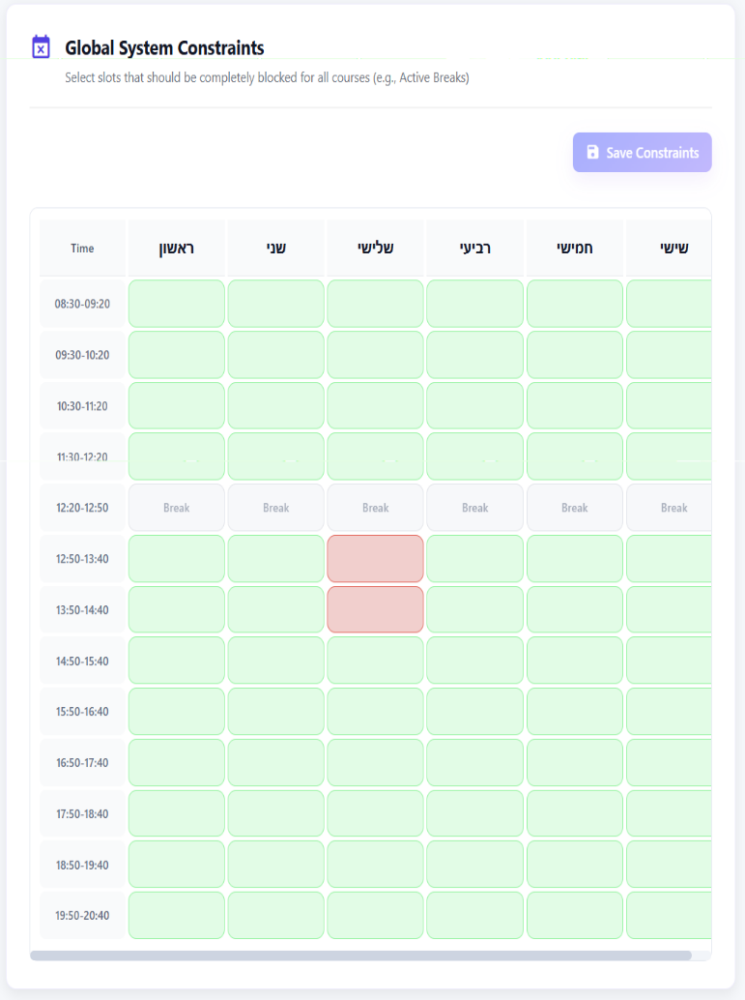 Global System Constraints
Select slots that should be completely blocked for all courses (e.g., Active Breaks)
Save Constraints
Time ראשון שני שלישי רביעי חמישי שישי
08:30-09:20
09:30-10:20
10:30-11:20
11:30-12:20
12:20-12:50 Break Break Break Break Break Break
12:50-13:40
13:50-14:40
14:50-15:40
15:50-16:40
16:50-17:40
17:50-18:40
18:50-19:40
19:50-20:40